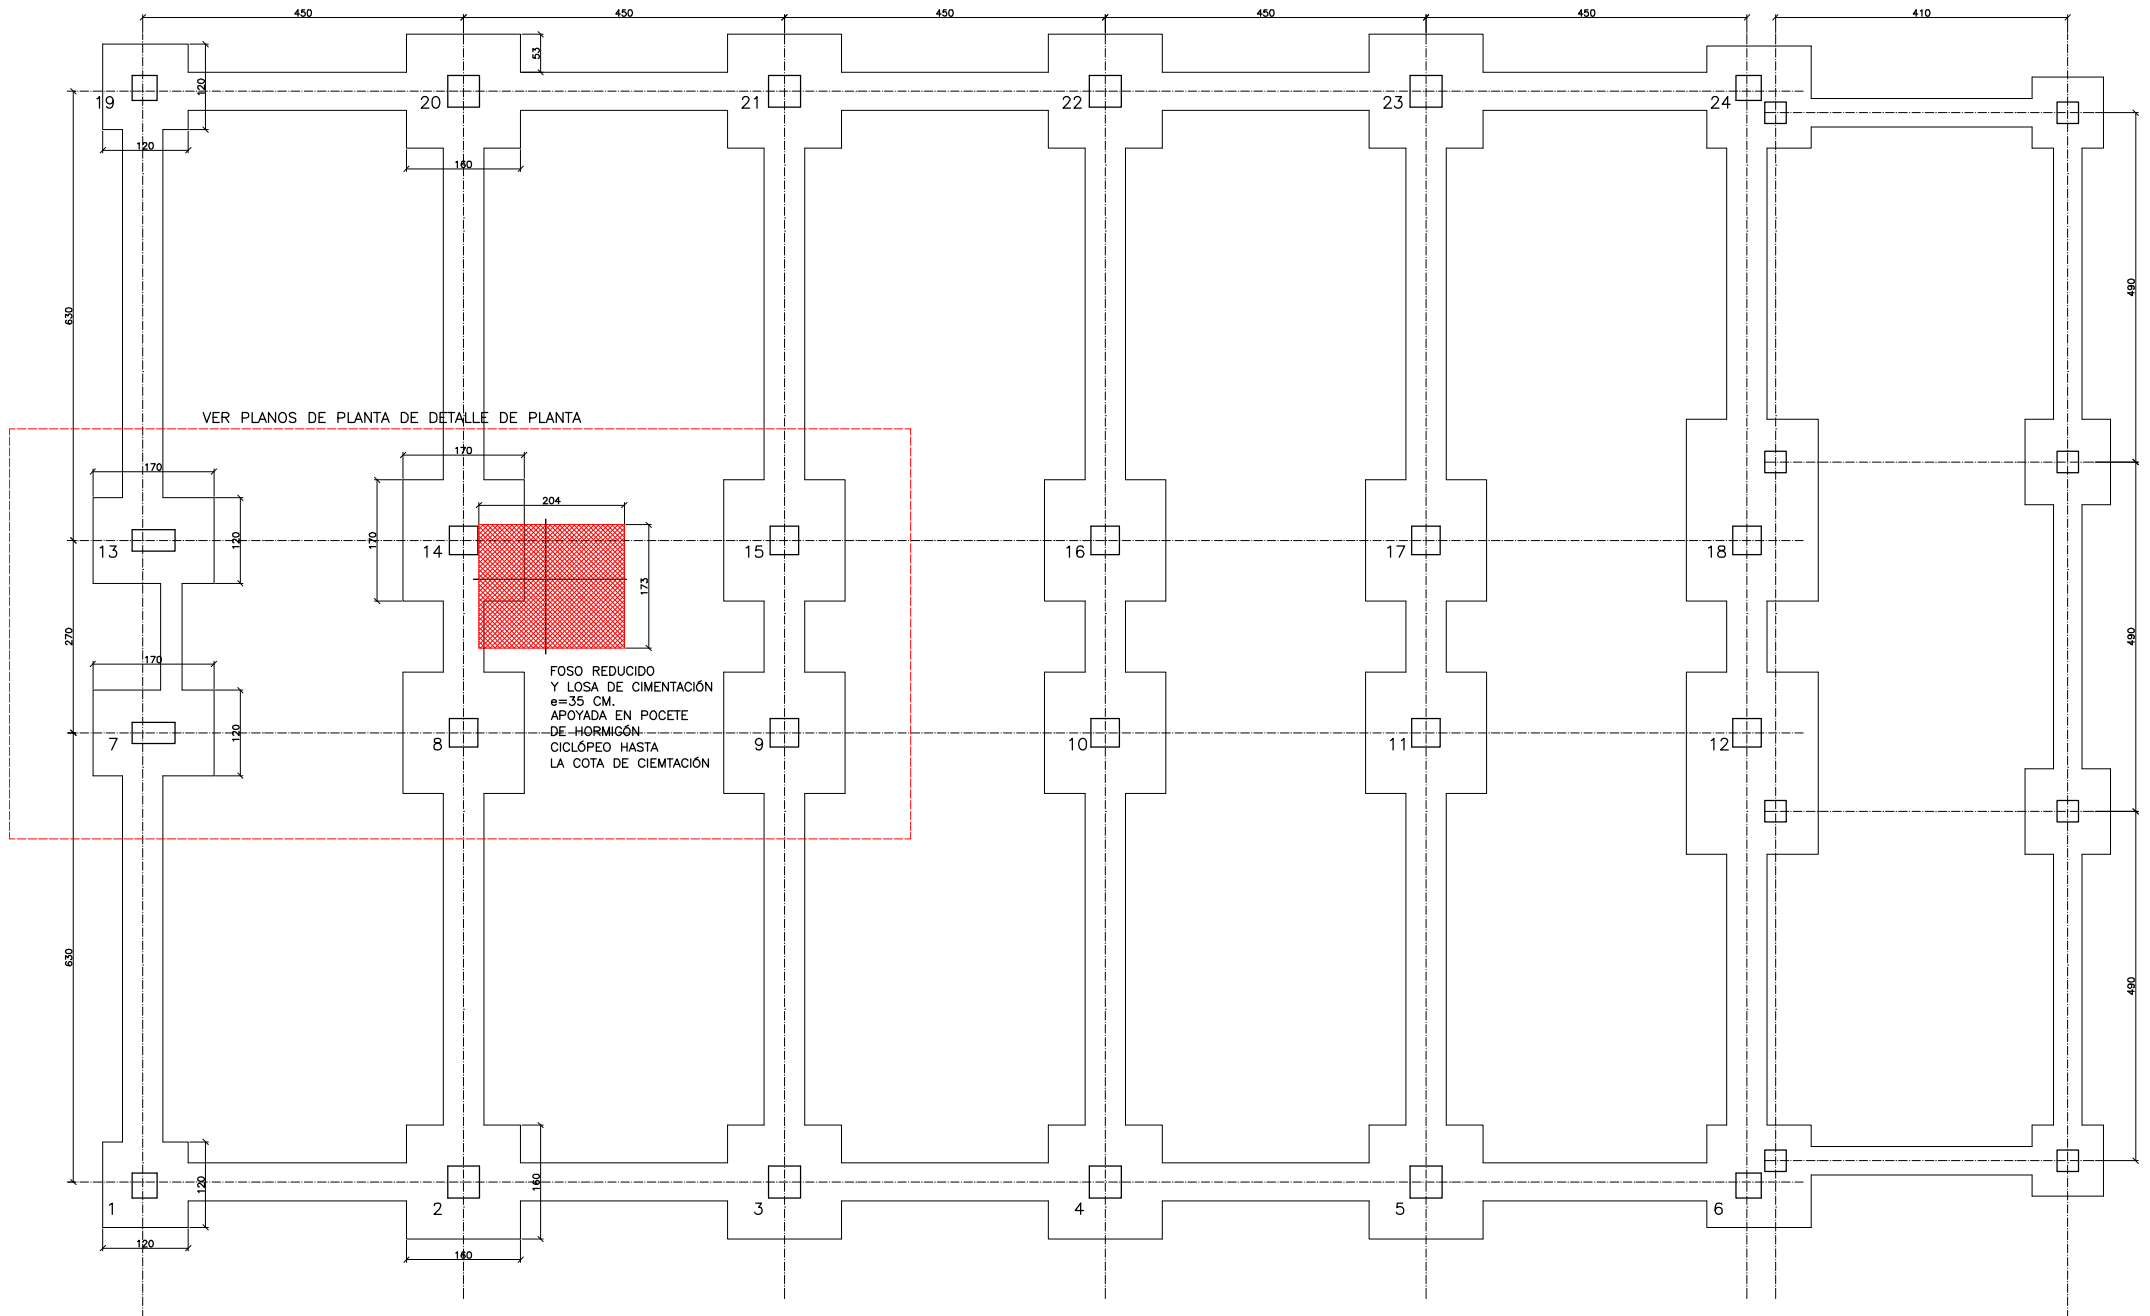 450 450 450 450 450 410
53
120
19 20 21 22 23 24
120 160
490
630
VER PLANOS DE PLANTA DE DETALLE DE PLANTA
170 170
204
13 120 170 14 15 16 17 18
173
270
490
170
FOSO REDUCIDO
Y LOSA DE CIMENTACIÓN
e=35 CM.
APOYADA EN POCETE
DE HORMIGÓN
CICLÓPEO HASTA
LA COTA DE CIEMTACIÓN
7 120 8 9 10 11 12
630
490
120 160
1 2 3 4 5 6
120 160